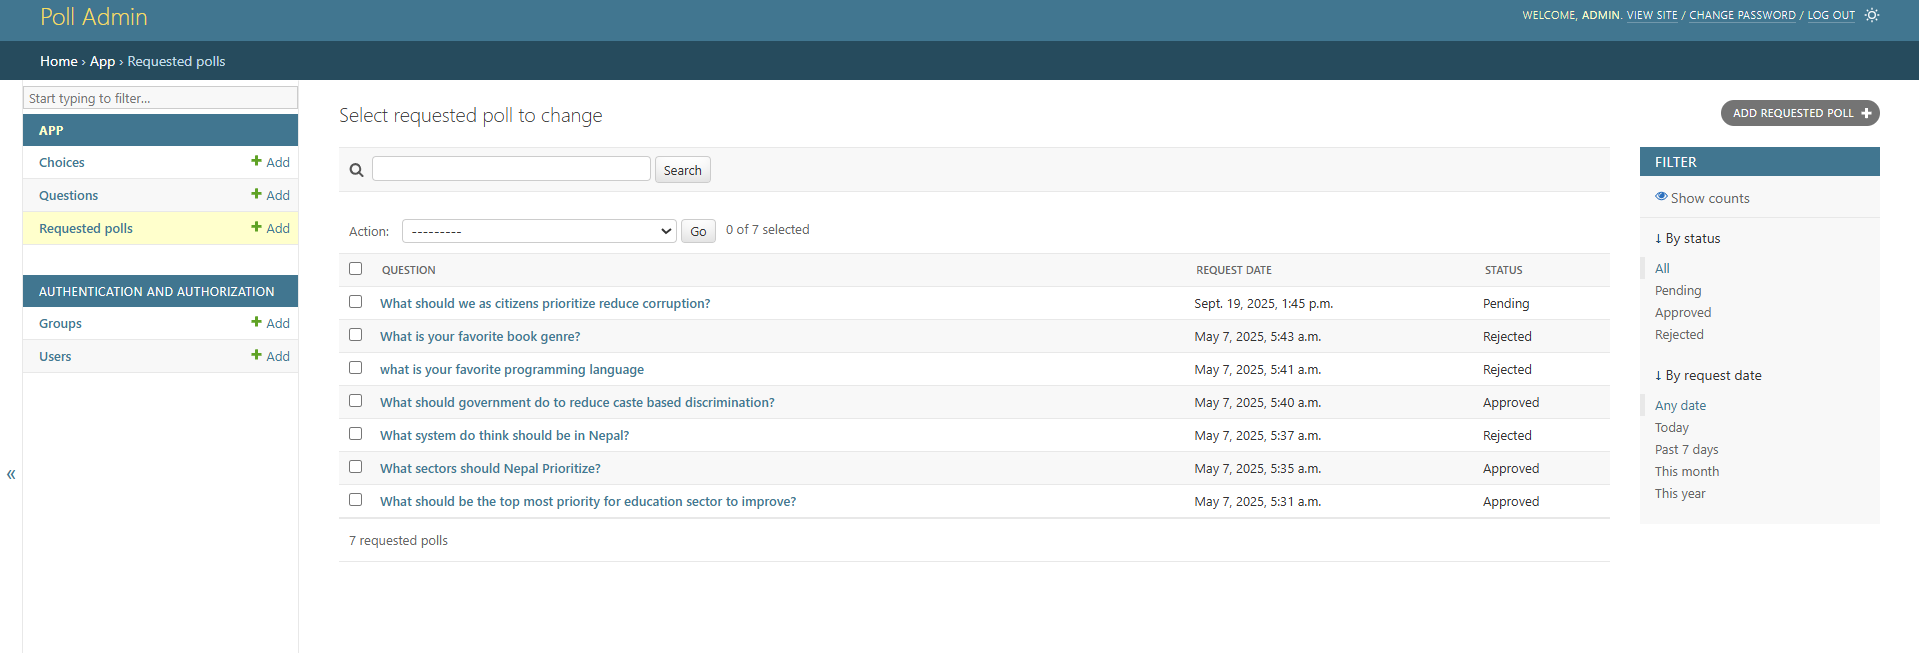 Poll Admin
WELCOME, ADMIN. VIEW SITE / CHANGE PASSWORD / LOG OUT
Home › App › Requested polls
Start typing to filter...
APP
Choices Add
Questions Add
Requested polls Add
AUTHENTICATION AND AUTHORIZATION
Groups Add
Users Add
«
Select requested poll to change
ADD REQUESTED POLL
Search
Action: --------- Go 0 of 7 selected
QUESTION REQUEST DATE STATUS
What should we as citizens prioritize reduce corruption? Sept. 19, 2025, 1:45 p.m. Pending
What is your favorite book genre? May 7, 2025, 5:43 a.m. Rejected
what is your favorite programming language May 7, 2025, 5:41 a.m. Rejected
What should government do to reduce caste based discrimination? May 7, 2025, 5:40 a.m. Approved
What system do think should be in Nepal? May 7, 2025, 5:37 a.m. Rejected
What sectors should Nepal Prioritize? May 7, 2025, 5:35 a.m. Approved
What should be the top most priority for education sector to improve? May 7, 2025, 5:31 a.m. Approved
7 requested polls
FILTER
Show counts
↓ By status
All
Pending
Approved
Rejected
↓ By request date
Any date
Today
Past 7 days
This month
This year